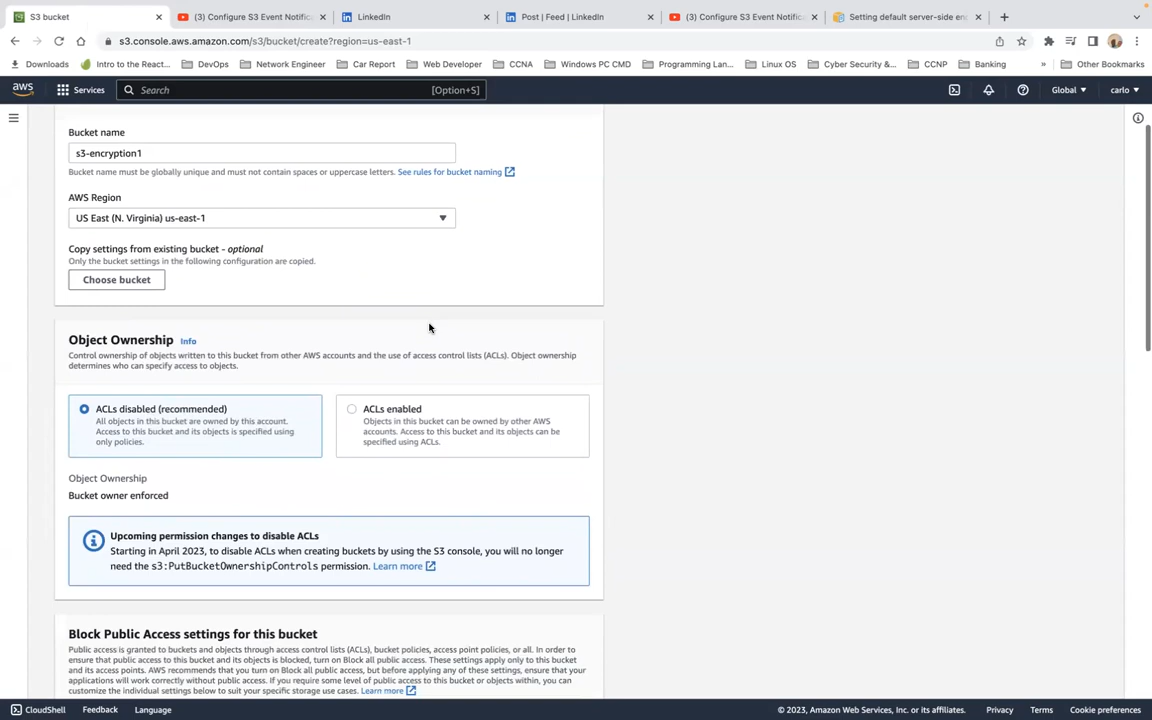 S3 bucket
(3) Configure S3 Event Notific
LinkedIn
Post | Feed | LinkedIn
(3) Configure S3 Event Notific
Setting default server-side en
s3.console.aws.amazon.com/s3/bucket/create?region=us-east-1
Downloads
Intro to the React...
DevOps
Network Engineer
Car Report
Web Developer
CCNA
Windows PC CMD
Programming Lan...
Linux OS
Cyber Security &...
CCNP
Banking
»
Other Bookmarks
aws
Services
Search
[Option+S]
Global
carlo
Bucket name
s3-encryption1
Bucket name must be globally unique and must not contain spaces or uppercase letters. See rules for bucket naming
AWS Region
US East (N. Virginia) us-east-1
Copy settings from existing bucket - optional
Only the bucket settings in the following configuration are copied.
Choose bucket
Object Ownership Info
Control ownership of objects written to this bucket from other AWS accounts and the use of access control lists (ACLs). Object ownership
determines who can specify access to objects.
ACLs disabled (recommended)
All objects in this bucket are owned by this account.
Access to this bucket and its objects is specified using
only policies.
ACLs enabled
Objects in this bucket can be owned by other AWS
accounts. Access to this bucket and its objects can be
specified using ACLs.
Object Ownership
Bucket owner enforced
Upcoming permission changes to disable ACLs
Starting in April 2023, to disable ACLs when creating buckets by using the S3 console, you will no longer
need the s3:PutBucketOwnershipControls permission. Learn more
Block Public Access settings for this bucket
Public access is granted to buckets and objects through access control lists (ACLs), bucket policies, access point policies, or all. In order to
ensure that public access to this bucket and its objects is blocked, turn on Block all public access. These settings apply only to this bucket
and its access points. AWS recommends that you turn on Block all public access, but before applying any of these settings, ensure that your
applications will work correctly without public access. If you require some level of public access to this bucket or objects within, you can
customize the individual settings below to suit your specific storage use cases. Learn more
CloudShell
Feedback
Language
© 2023, Amazon Web Services, Inc. or its affiliates.
Privacy
Terms
Cookie preferences